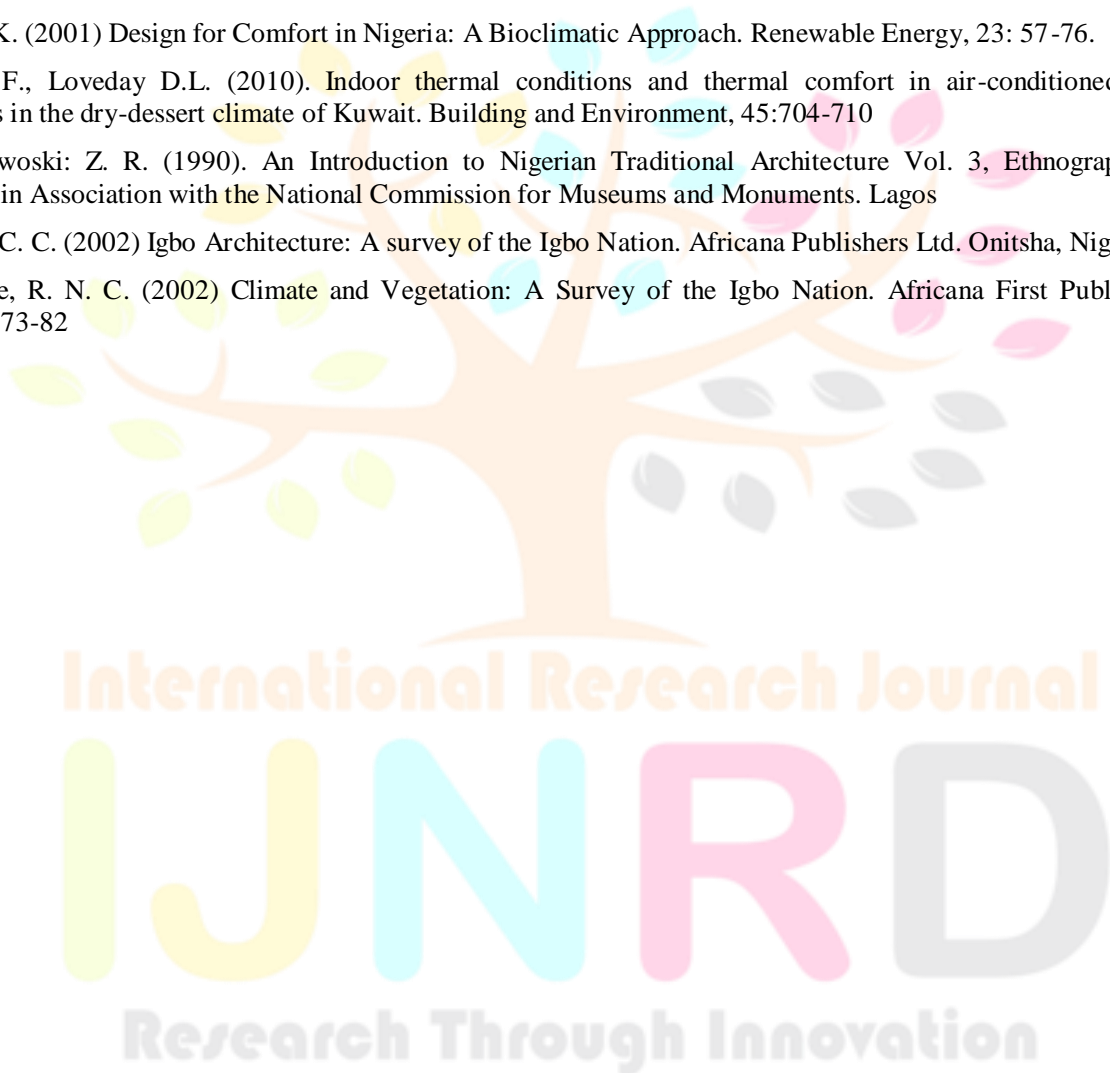 K. (2001) Design for Comfort in Nigeria: A Bioclimatic Approach. Renewable Energy, 23: 57-76.
F., Loveday D.L. (2010). Indoor thermal conditions and thermal comfort in air-conditioned
s in the dry-dessert climate of Kuwait. Building and Environment, 45:704-710
woski: Z. R. (1990). An Introduction to Nigerian Traditional Architecture Vol. 3, Ethnograp
in Association with the National Commission for Museums and Monuments. Lagos
C. C. (2002) Igbo Architecture: A survey of the Igbo Nation. Africana Publishers Ltd. Onitsha, Nig
e, R. N. C. (2002) Climate and Vegetation: A Survey of the Igbo Nation. Africana First Publ
73-82
International Research Journal
IJNRD
Research Through Innovation